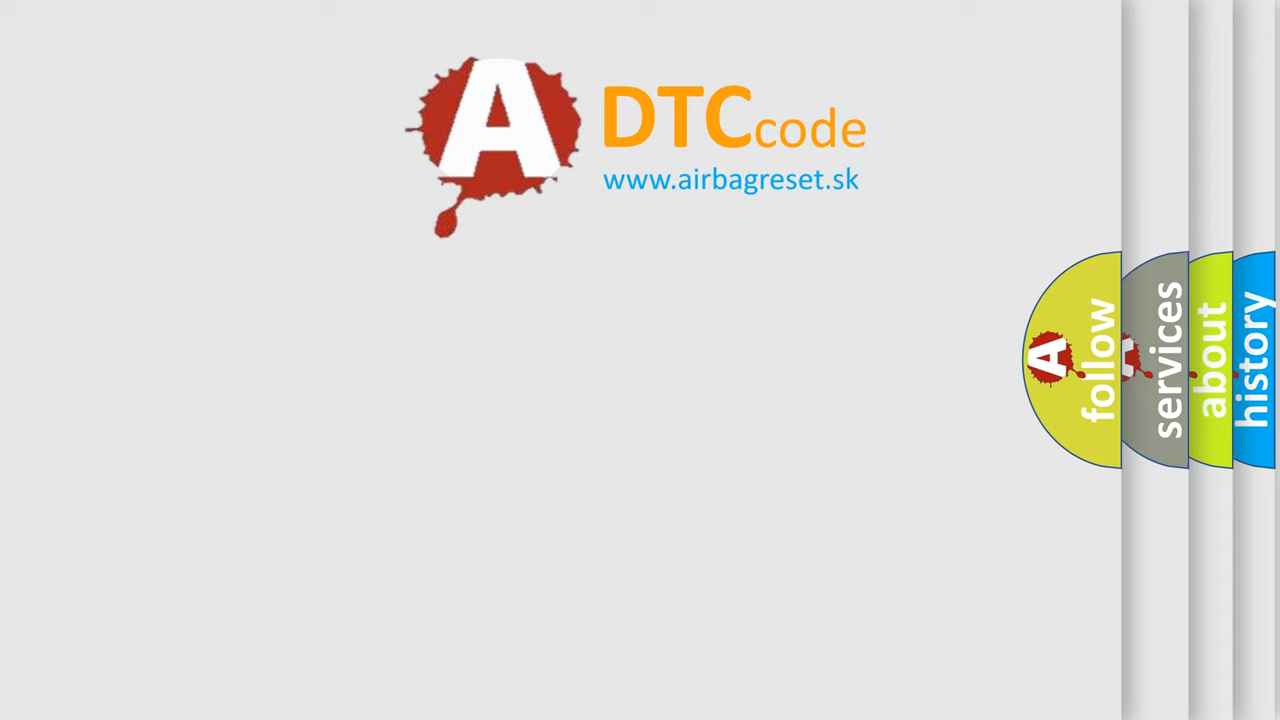 A DTCcode
www.airbagreset.sk
A follow
services
about
history